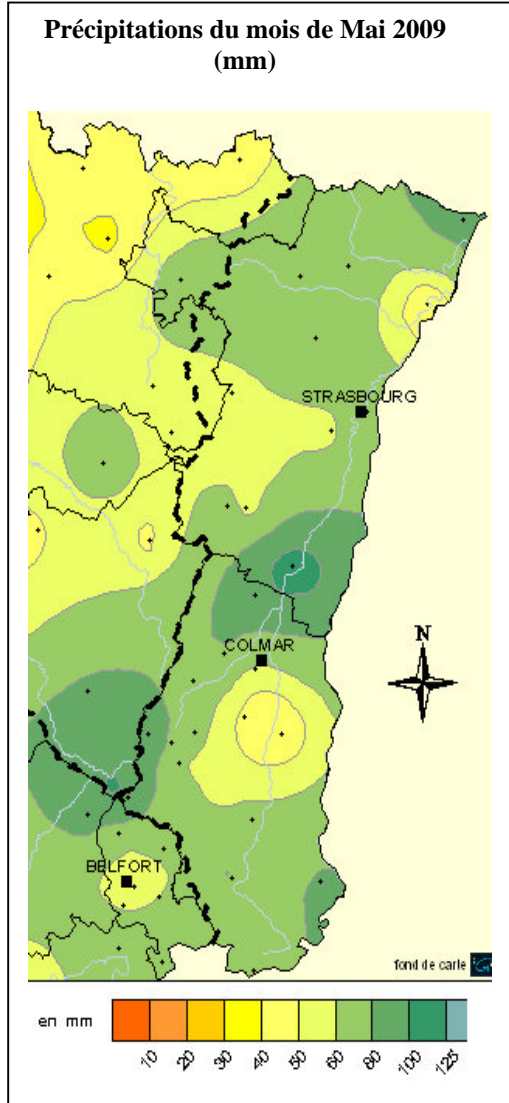 Précipitations du mois de Mai 2009
(mm)
STRASBOURG
COLMAR
N
BELFORT
fond de carte
en mm
10
20
30
40
50
60
80
100
125